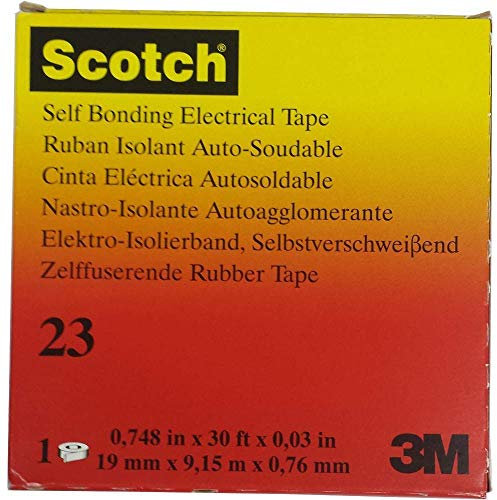 Scotch®
Self Bonding Electrical Tape
Ruban Isolant Auto-Soudable
Cinta Eléctrica Autosoldable
Nastro-Isolante Autoagglomerante
Elektro-Isolierband, Selbstverschweiβend
Zelffuserende Rubber Tape
23
1 0,748 in x 30 ft x 0,03 in
19 mm x 9,15 m x 0,76 mm
3M